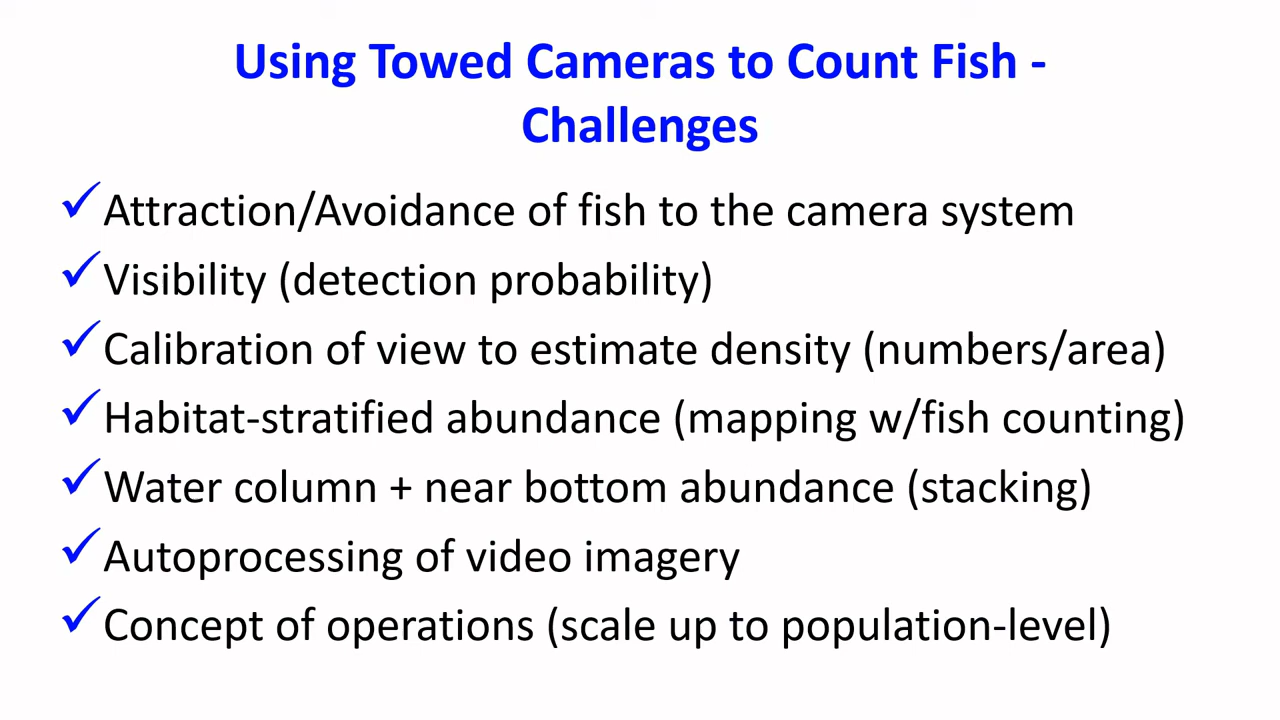 Using Towed Cameras to Count Fish -
Challenges
✓Attraction/Avoidance of fish to the camera system
✓Visibility (detection probability)
✓Calibration of view to estimate density (numbers/area)
✓Habitat-stratified abundance (mapping w/fish counting)
✓Water column + near bottom abundance (stacking)
✓Autoprocessing of video imagery
✓Concept of operations (scale up to population-level)